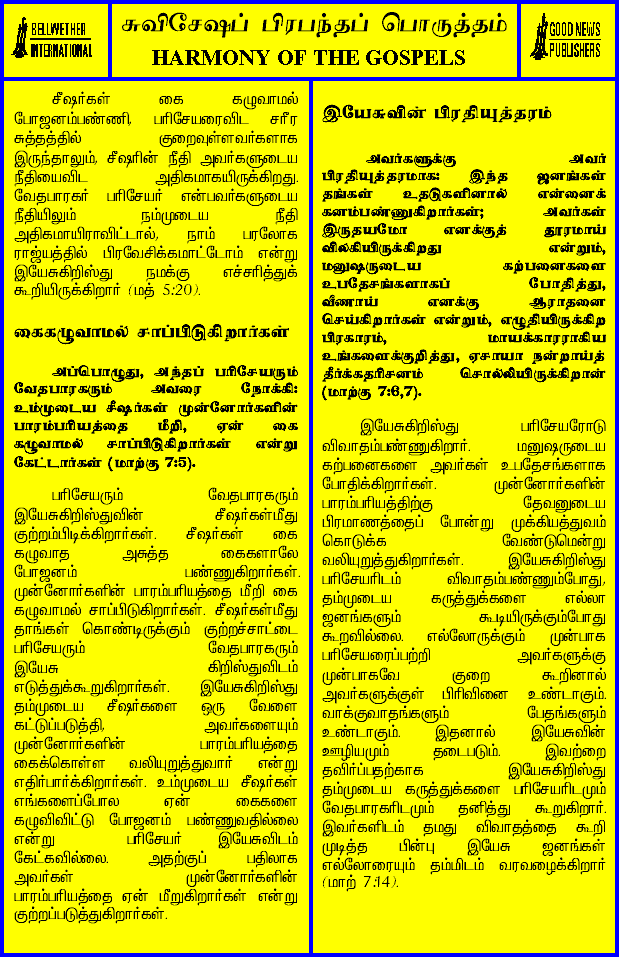 BELLWETHER
INTERNATIONAL
சுவிசேஷப் பிரபந்தப் பொருத்தம்
HARMONY OF THE GOSPELS
GOOD NEWS
PUBLISHERS
சீஷர்கள் கை கழுவாமல்
போஜனம்பண்ணி, பரிசேயரைவிட சரீர
சுத்தத்தில் குறைவுள்ளவர்களாக
இருந்தாலும், சீஷரின் நீதி அவர்களுடைய
நீதியைவிட அதிகமாகயிருக்கிறது.
வேதபாரகர் பரிசேயர் என்பவர்களுடைய
நீதியிலும் நம்முடைய நீதி
அதிகமாயிராவிட்டால், நாம் பரலோக
ராஜ்யத்தில் பிரவேசிக்கமாட்டோம் என்று
இயேசுகிறிஸ்து நமக்கு எச்சரித்துக்
கூறியிருக்கிறார் (மத் 5:20).
கைகழுவாமல் சாப்பிடுகிறார்கள்
அப்பொழுது, அந்தப் பரிசேயரும்
வேதபாரகரும் அவரை நோக்கி:
உம்முடைய சீஷர்கள் முன்னோர்களின்
பாரம்பரியத்தை மீறி, ஏன் கை
கழுவாமல் சாப்பிடுகிறார்கள் என்று
கேட்டார்கள் (மாற்கு 7:5).
பரிசேயரும் வேதபாரகரும்
இயேசுகிறிஸ்துவின் சீஷர்கள்மீது
குற்றம்பிடிக்கிறார்கள். சீஷர்கள் கை
கழுவாத அசுத்த கைகளாலே
போஜனம் பண்ணுகிறார்கள்.
முன்னோர்களின் பாரம்பரியத்தை மீறி கை
கழுவாமல் சாப்பிடுகிறார்கள். சீஷர்கள்மீது
தாங்கள் கொண்டிருக்கும் குற்றச்சாட்டை
பரிசேயரும் வேதபாரகரும்
இயேசு கிறிஸ்துவிடம்
எடுத்துக்கூறுகிறார்கள். இயேசுகிறிஸ்து
தம்முடைய சீஷர்களை ஒரு வேளை
கட்டுப்படுத்தி, அவர்களையும்
முன்னோர்களின் பாரம்பரியத்தை
கைக்கொள்ள வலியுறுத்துவார் என்று
எதிர்பார்க்கிறார்கள். உம்முடைய சீஷர்கள்
எங்களைப்போல ஏன் கைகளை
கழுவிவிட்டு போஜனம் பண்ணுவதில்லை
என்று பரிசேயர் இயேசுவிடம்
கேட்கவில்லை. அதற்குப் பதிலாக
அவர்கள் முன்னோர்களின்
பாரம்பரியத்தை ஏன் மீறுகிறார்கள் என்று
குற்றப்படுத்துகிறார்கள்.
இயேசுவின் பிரதியுத்தரம்
அவர்களுக்கு அவர்
பிரதியுத்தரமாக: இந்த ஜனங்கள்
தங்கள் உதடுகளினால் என்னைக்
கனம்பண்ணுகிறார்கள்; அவர்கள்
இருதயமோ எனக்குத் தூரமாய்
விலகியிருக்கிறது என்றும்,
மனுஷருடைய கற்பனைகளை
உபதேசங்களாகப் போதித்து,
வீணாய் எனக்கு ஆராதனை
செய்கிறார்கள் என்றும், எழுதியிருக்கிற
பிரகாரம், மாயக்காரராகிய
உங்களைக்குறித்து, ஏசாயா நன்றாய்த்
தீர்க்கதரிசனம் சொல்லியிருக்கிறான்
(மாற்கு 7:6,7).
இயேசுகிறிஸ்து பரிசேயரோடு
விவாதம்பண்ணுகிறார். மனுஷருடைய
கற்பனைகளை அவர்கள் உபதேசங்களாக
போதிக்கிறார்கள். முன்னோர்களின்
பாரம்பரியத்திற்கு தேவனுடைய
பிரமாணத்தைப் போன்று முக்கியத்துவம்
கொடுக்க வேண்டுமென்று
வலியுறுத்துகிறார்கள். இயேசுகிறிஸ்து
பரிசேயரிடம் விவாதம்பண்ணும்போது,
தம்முடைய கருத்துக்களை எல்லா
ஜனங்களும் கூடியிருக்கும்போது
கூறவில்லை. எல்லோருக்கும் முன்பாக
பரிசேயரைப்பற்றி அவர்களுக்கு
முன்பாகவே குறை கூறினால்
அவர்களுக்குள் பிரிவினை உண்டாகும்.
வாக்குவாதங்களும் பேதங்களும்
உண்டாகும். இதனால் இயேசுவின்
ஊழியமும் தடைபடும். இவற்றை
தவிர்ப்பதற்காக இயேசுகிறிஸ்து
தம்முடைய கருத்துக்களை பரிசேயரிடமும்
வேதபாரகரிடமும் தனித்து கூறுகிறார்.
இவர்களிடம் தமது விவாதத்தை கூறி
முடித்த பின்பு இயேசு ஜனங்கள்
எல்லோரையும் தம்மிடம் வரவழைக்கிறார்
(மாற் 7:14).